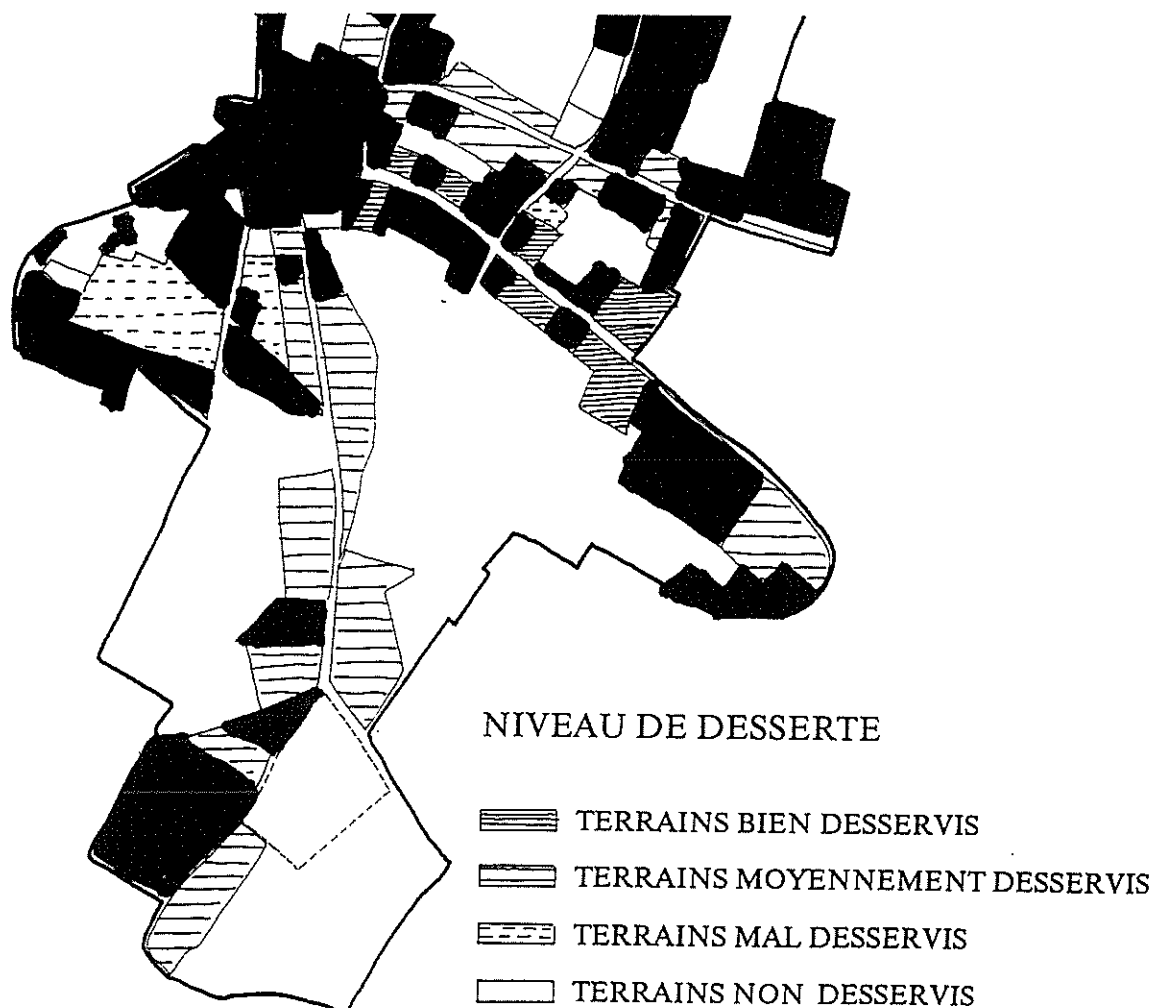 NIVEAU DE DESSERTE
TERRAINS BIEN DESSERVIS
TERRAINS MOYENNEMENT DESSERVIS
TERRAINS MAL DESSERVIS
TERRAINS NON DESSERVIS